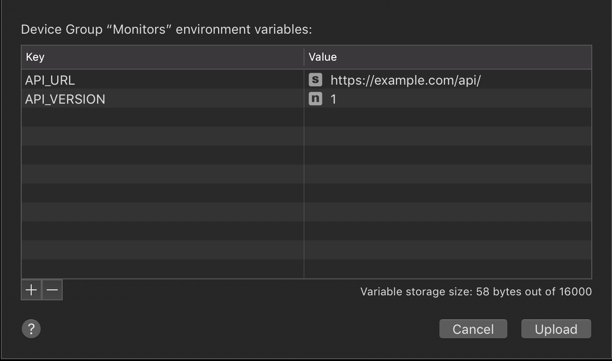 Device Group “Monitors” environment variables:
Key Value
API_URL s https://example.com/api/
API_VERSION n 1
+ −
Variable storage size: 58 bytes out of 16000
? Cancel Upload